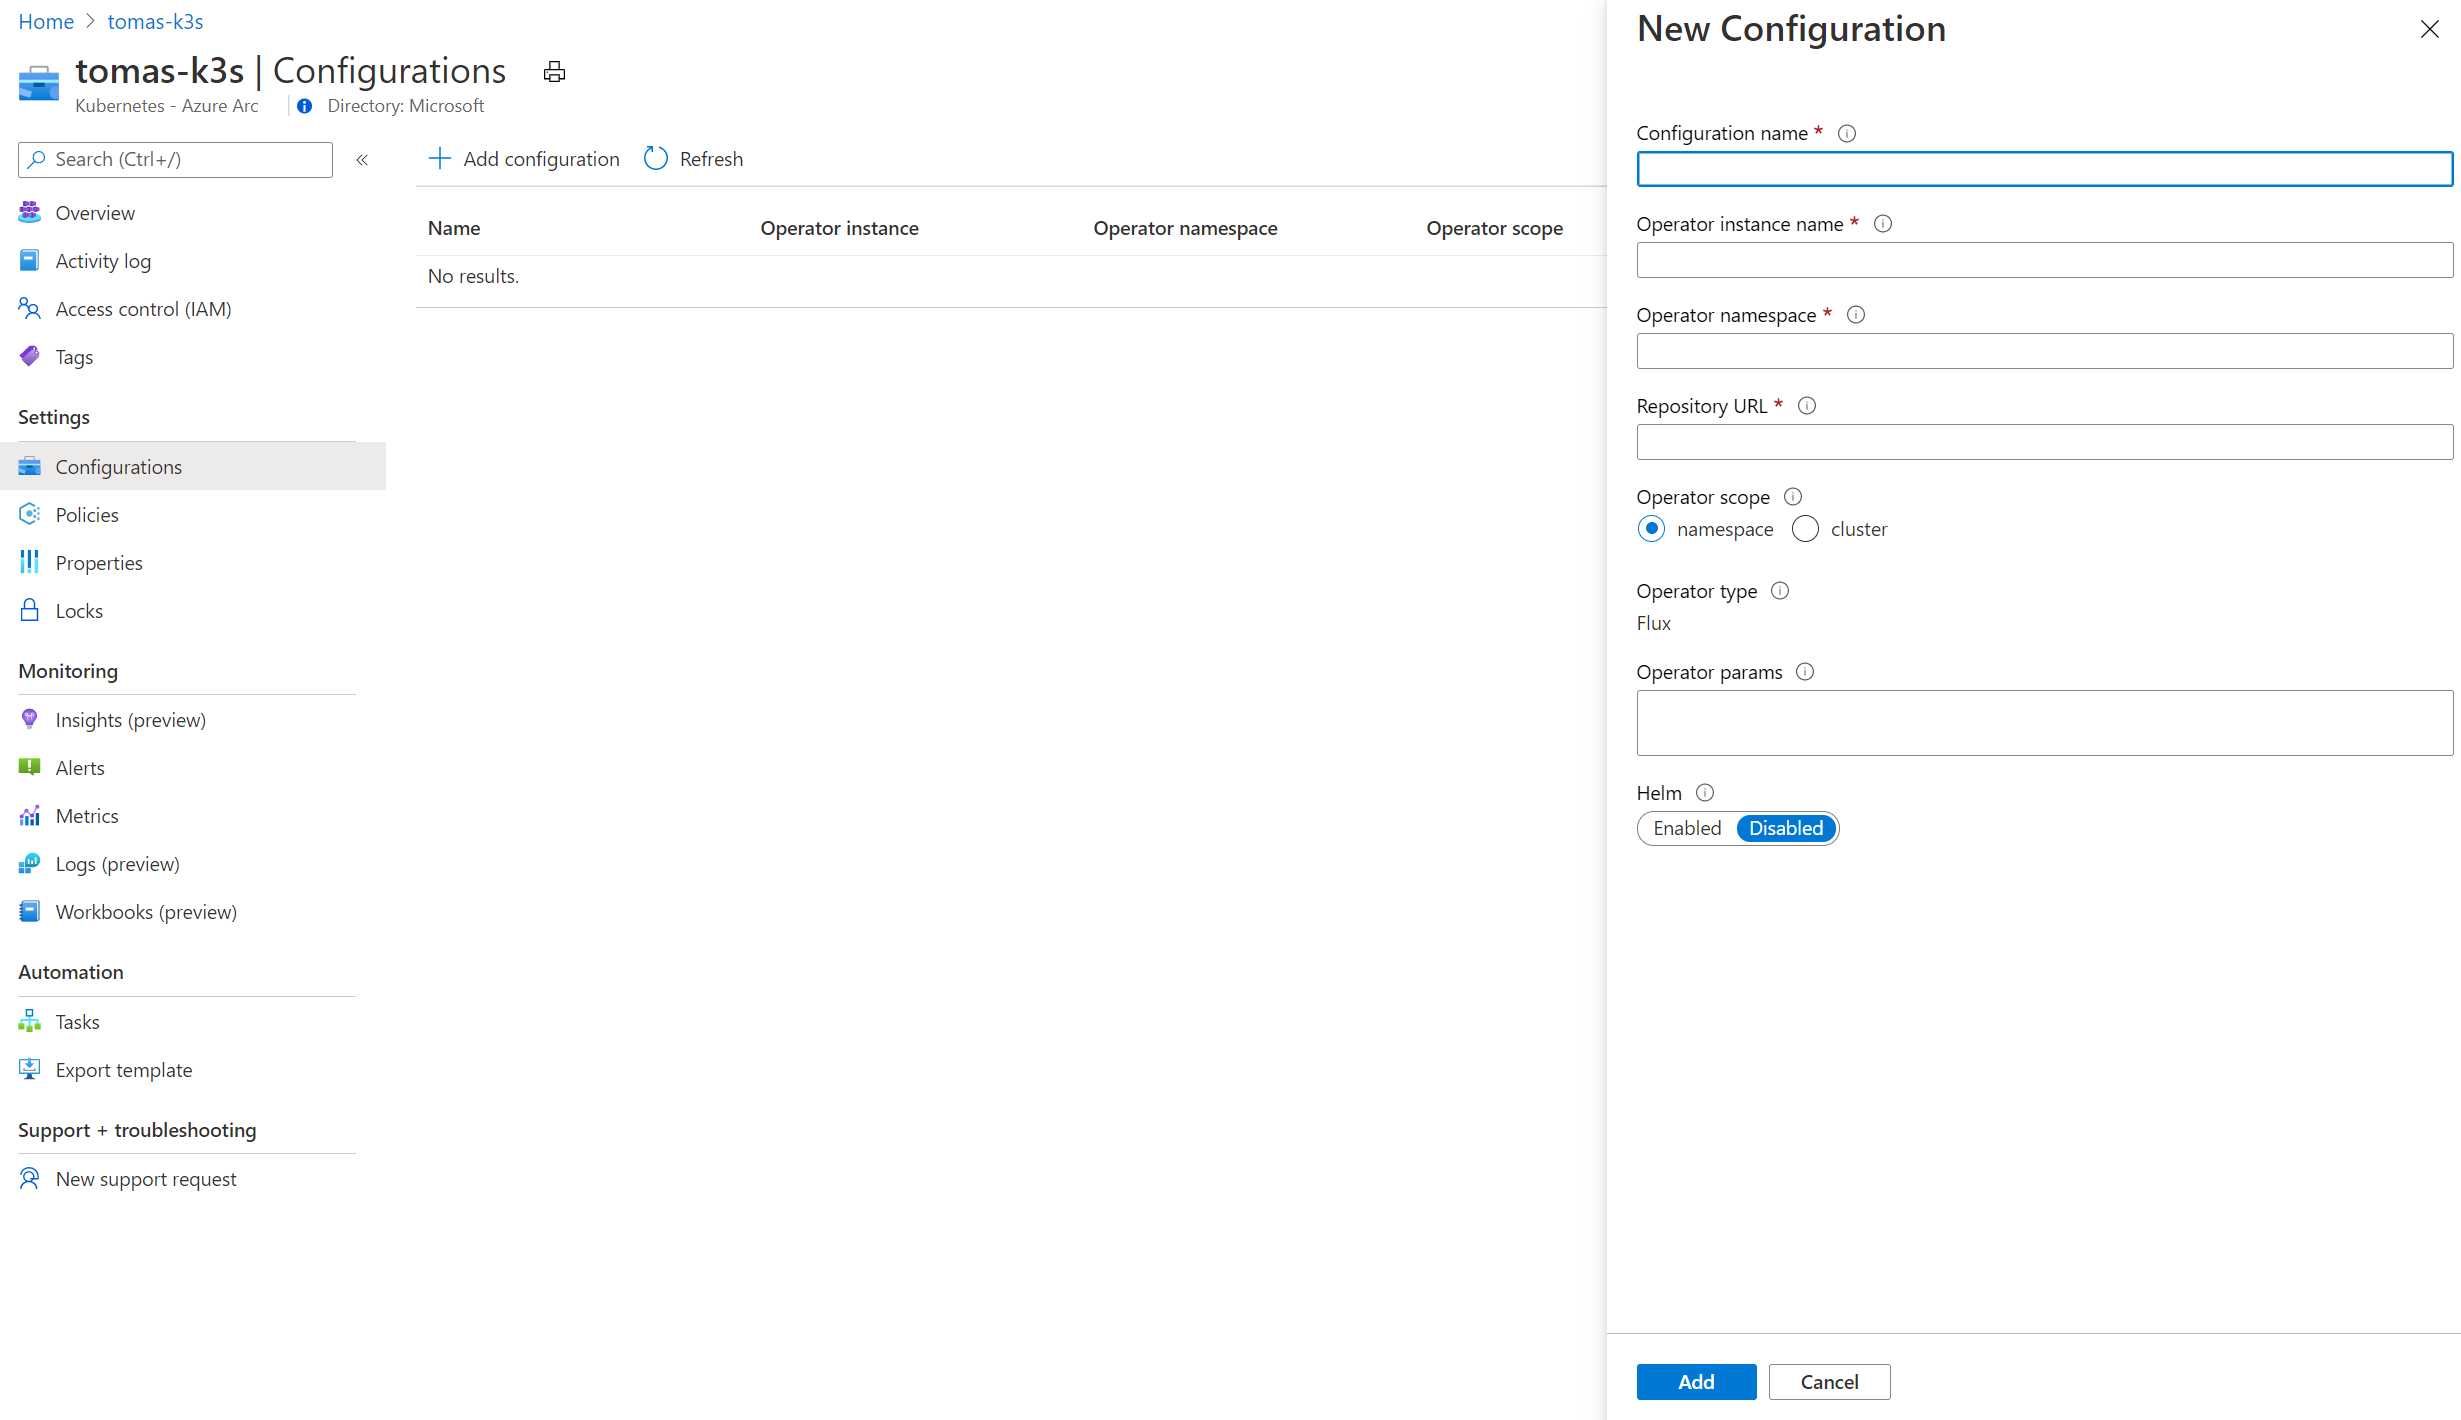 Home > tomas-k3s
tomas-k3s | Configurations
Kubernetes - Azure Arc
Directory: Microsoft
Search (Ctrl+/)
«
Overview
Activity log
Access control (IAM)
Tags
Settings
Configurations
Policies
Properties
Locks
Monitoring
Insights (preview)
Alerts
Metrics
Logs (preview)
Workbooks (preview)
Automation
Tasks
Export template
Support + troubleshooting
New support request
+ Add configuration Refresh
Name Operator instance Operator namespace Operator scope
No results.
New Configuration
Configuration name *
Operator instance name *
Operator namespace *
Repository URL *
Operator scope
namespace cluster
Operator type
Flux
Operator params
Helm
Enabled Disabled
Add Cancel